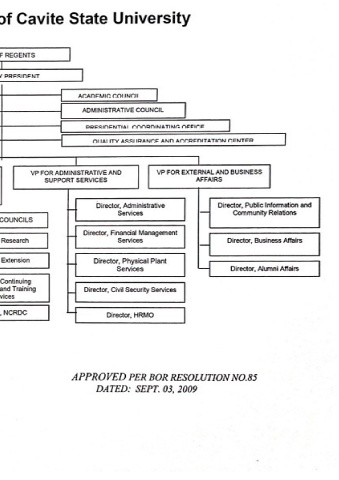 of Cavite State University
F REGENTS
Y PRESIDENT
ACADEMIC COUNCIL
ADMINISTRATIVE COUNCIL
PRESIDENTIAL COORDINATING OFFICE
QUALITY ASSURANCE AND ACCREDITATION CENTER
VP FOR ADMINISTRATIVE AND
SUPPORT SERVICES
VP FOR EXTERNAL AND BUSINESS
AFFAIRS
Director, Administrative
Services
Director, Financial Management
Services
Director, Physical Plant
Services
Director, Civil Security Services
Director, HRMO
Director, Public Information and
Community Relations
Director, Business Affairs
Director, Alumni Affairs
COUNCILS
Research
Extension
Continuing
and Training
vices
, NCRDC
APPROVED PER BOR RESOLUTION NO.85
DATED: SEPT. 03, 2009